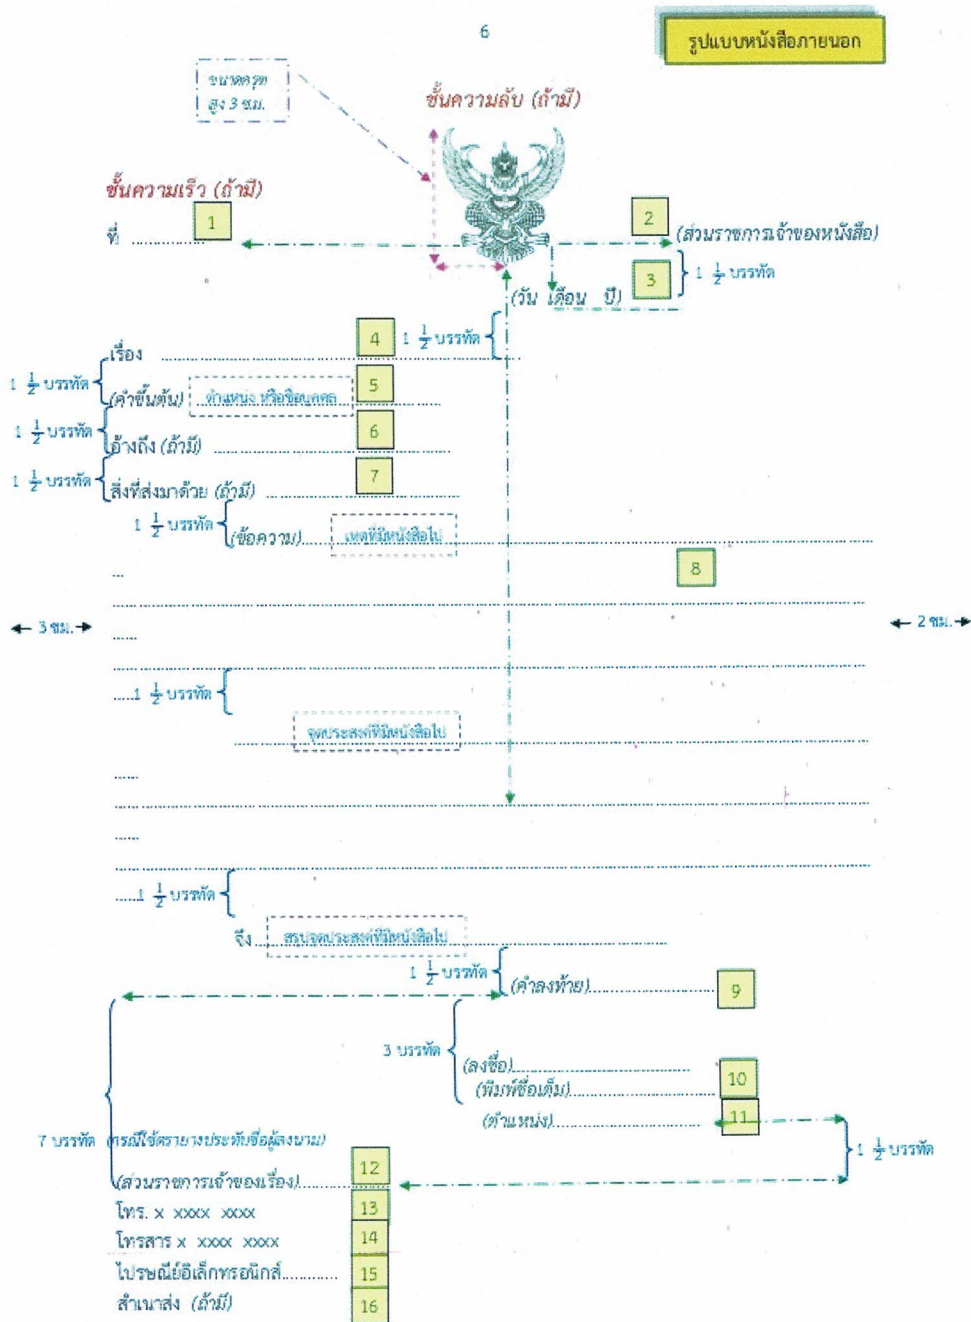 6
รูปแบบหนังสือภายนอก
ขนาดครุฑ
สูง 3 ซม.
ชั้นความลับ (ถ้ามี)
ชั้นความเร็ว (ถ้ามี)
ที่ .............. 1
2 (ส่วนราชการเจ้าของหนังสือ)
1 1/2 บรรทัด
(วัน เดือน ปี) 3
1 1/2 บรรทัด
เรื่อง .............. 4
1 1/2 บรรทัด
(คำขึ้นต้น) ตำแหน่ง หรือชื่อบุคคล 5
1 1/2 บรรทัด
อ้างถึง (ถ้ามี) .............. 6
1 1/2 บรรทัด
สิ่งที่ส่งมาด้วย (ถ้ามี) .............. 7
1 1/2 บรรทัด
(ข้อความ).... เหตุที่มีหนังสือไป
8
3 ซม.
2 ซม.
1 1/2 บรรทัด
จุดประสงค์ที่มีหนังสือไป
1 1/2 บรรทัด
จึง.. สรุปจุดประสงค์ที่มีหนังสือไป
1 1/2 บรรทัด
(คำลงท้าย).............. 9
3 บรรทัด
(ลงชื่อ)..............
(พิมพ์ชื่อเต็ม).............. 10
(ตำแหน่ง).............. 11
7 บรรทัด (กรณีใช้ตรายางประทับชื่อผู้ลงนาม)
1 1/2 บรรทัด
(ส่วนราชการเจ้าของเรื่อง).............. 12
โทร. x xxxx xxxx 13
โทรสาร x xxxx xxxx 14
ไปรษณีย์อิเล็กทรอนิกส์............ 15
สำเนาส่ง (ถ้ามี) 16